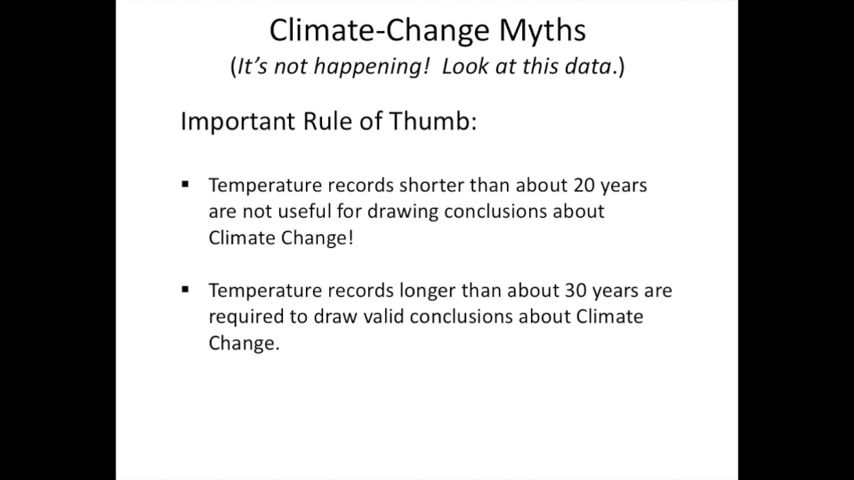 Climate-Change Myths
(It's not happening!  Look at this data.)
Important Rule of Thumb:
▪ Temperature records shorter than about 20 years
are not useful for drawing conclusions about
Climate Change!
▪ Temperature records longer than about 30 years are
required to draw valid conclusions about Climate
Change.